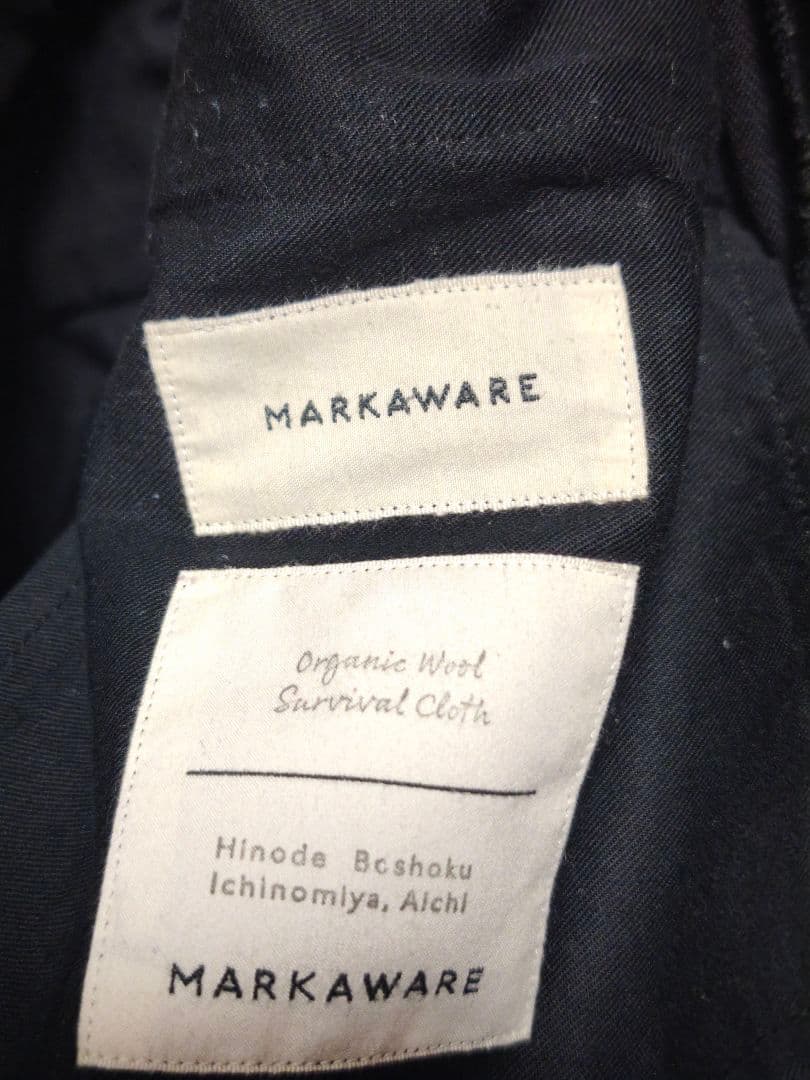 MARKAWARE
Organic Wool
Survival Cloth
Hinode Boshoku
Ichinomiya, Aichi
MARKAWARE